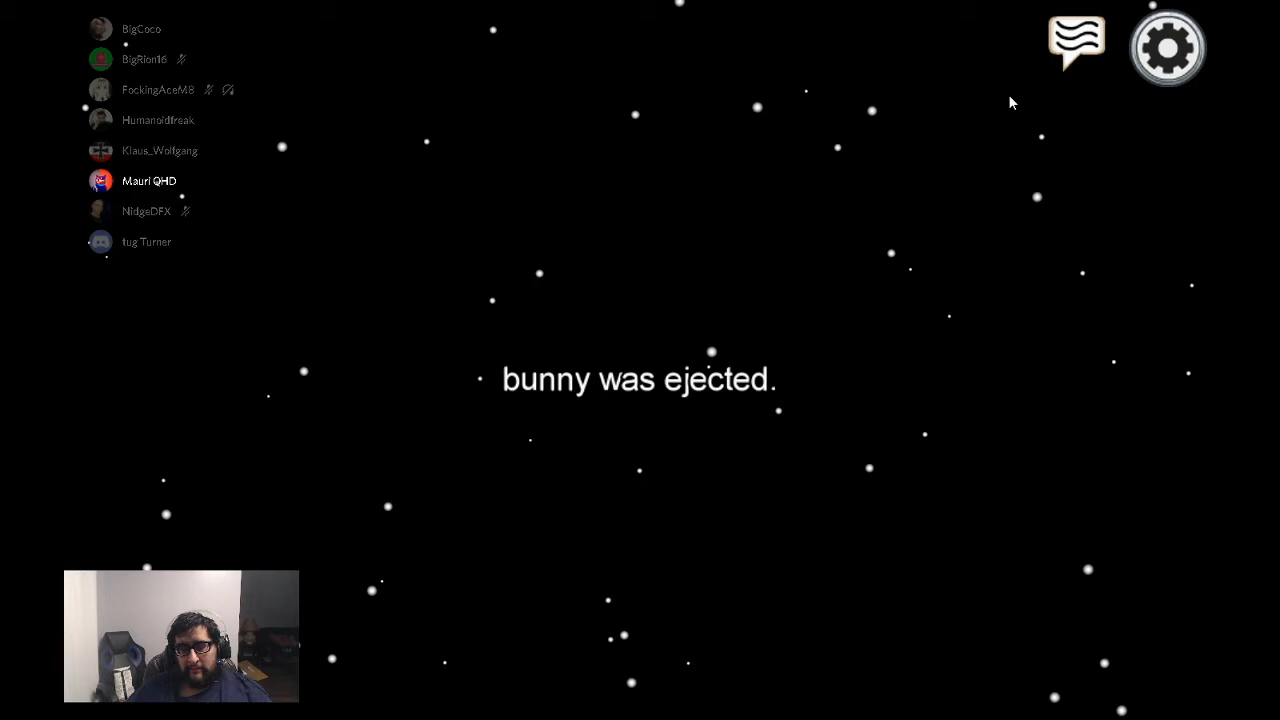 BigCoco
BigRion16
FockingAceM8
Humanoidfreak
Klaus_Wolfgang
Mauri QHD
NidgeDFX
tug Turner
bunny was ejected.